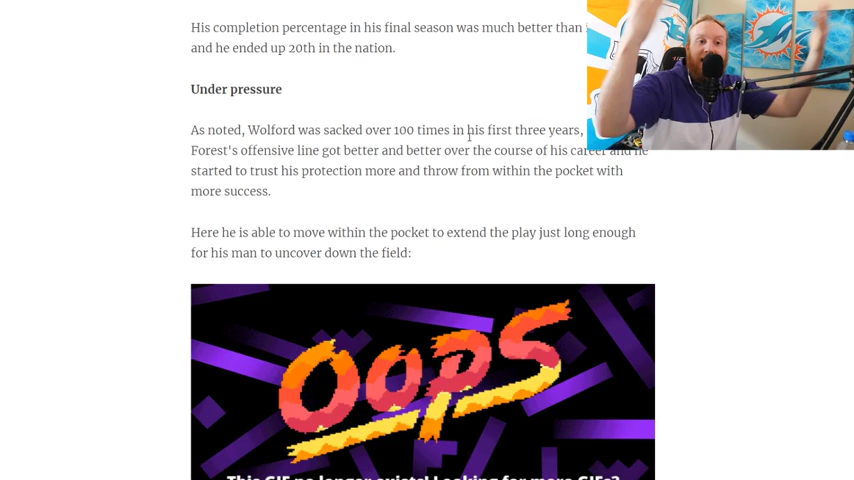 His completion percentage in his final season was much better than
and he ended up 20th in the nation.
Under pressure
As noted, Wolford was sacked over 100 times in his first three years,
Forest's offensive line got better and better over the course of his career and he
started to trust his protection more and throw from within the pocket with
more success.
Here he is able to move within the pocket to extend the play just long enough
for his man to uncover down the field:
Oops
This GIF no longer exists! Looking for more GIFs?